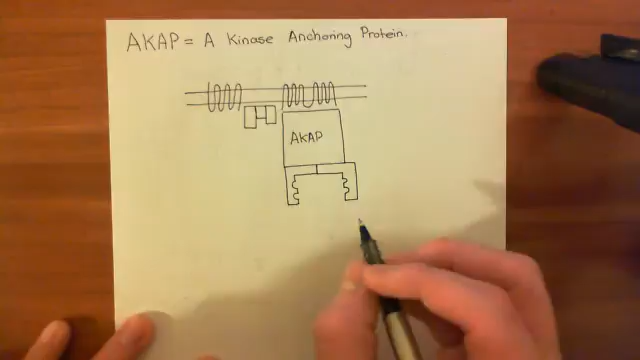 AKAP = A Kinase Anchoring Protein.
AKAP